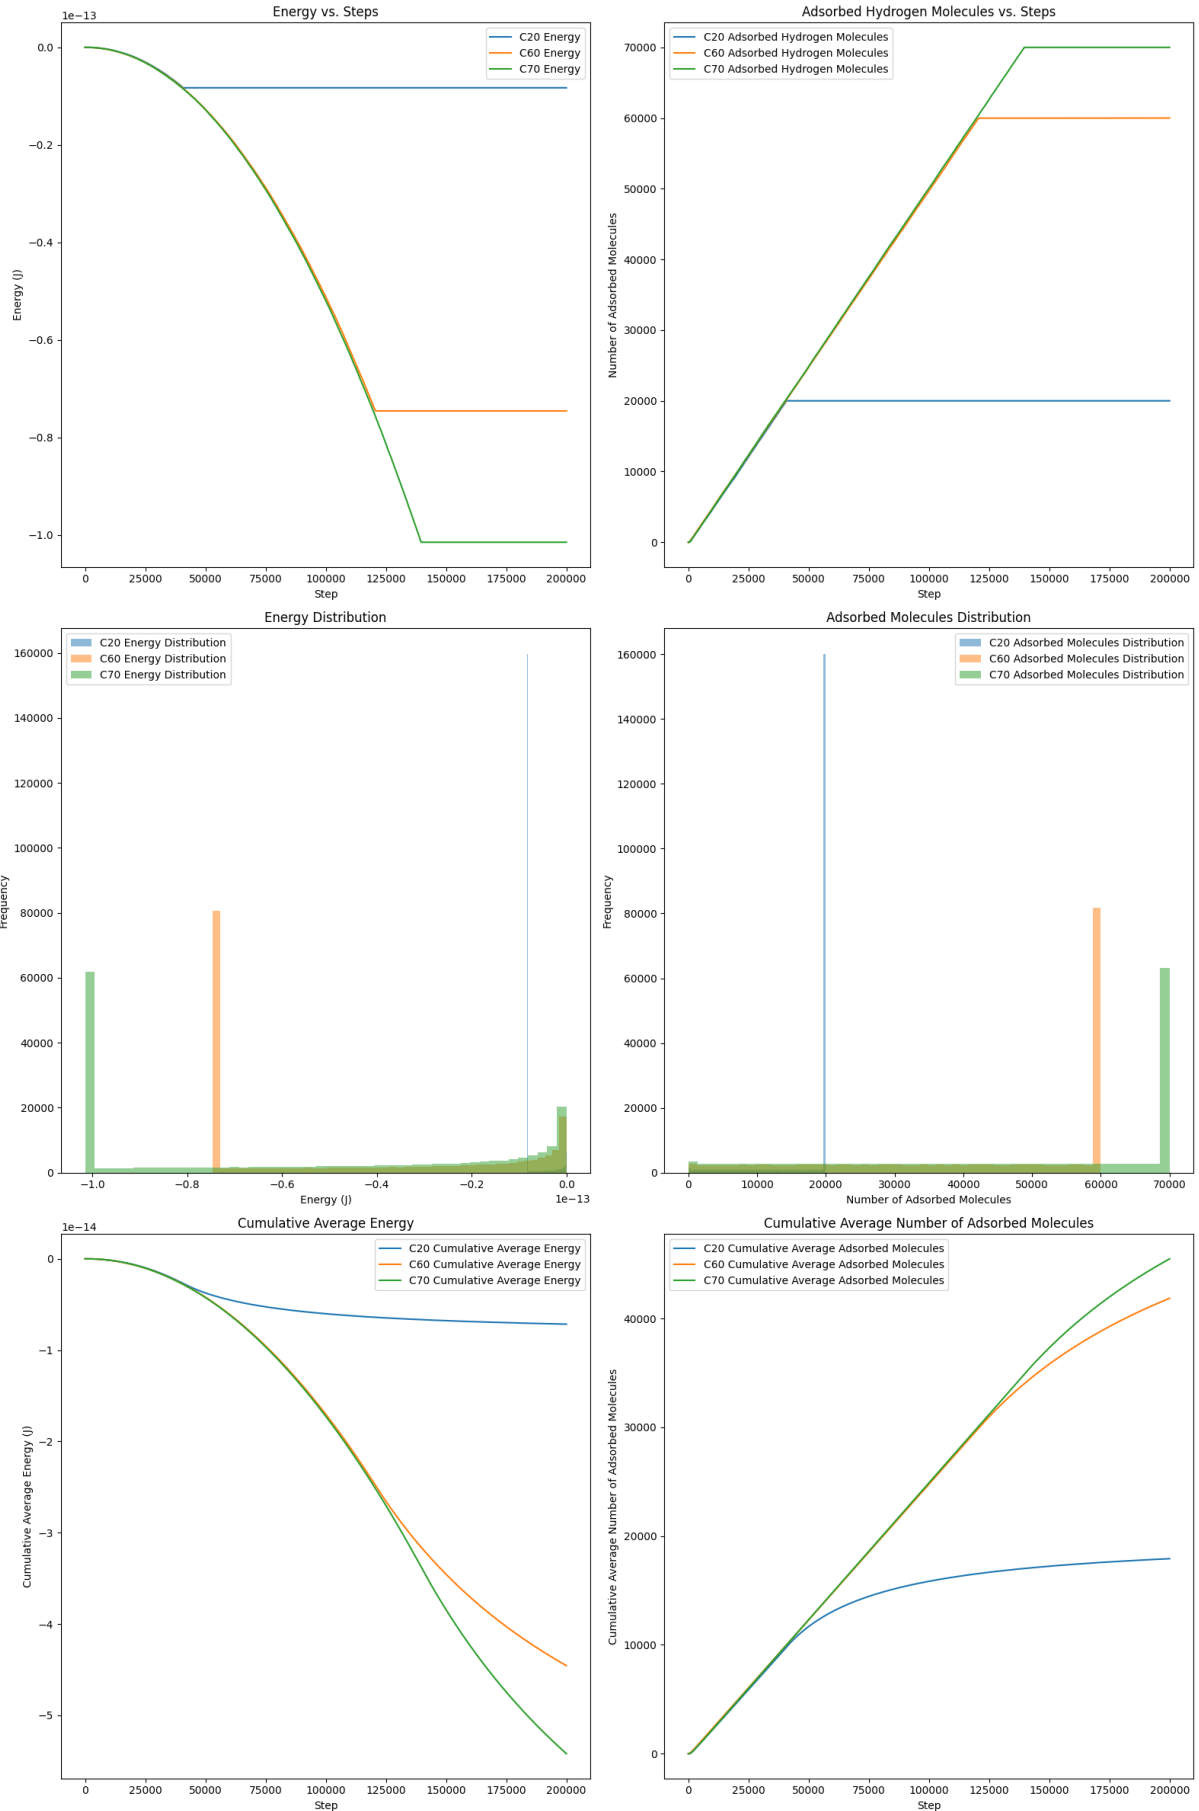 Energy vs. Steps
1e−13
C20 Energy
C60 Energy
C70 Energy
0.0
−0.2
−0.4
−0.6
−0.8
−1.0
Energy (J)
0 25000 50000 75000 100000 125000 150000 175000 200000
Step
Adsorbed Hydrogen Molecules vs. Steps
C20 Adsorbed Hydrogen Molecules
C60 Adsorbed Hydrogen Molecules
C70 Adsorbed Hydrogen Molecules
70000
60000
50000
40000
30000
20000
10000
0
Number of Adsorbed Molecules
0 25000 50000 75000 100000 125000 150000 175000 200000
Step
Energy Distribution
C20 Energy Distribution
C60 Energy Distribution
C70 Energy Distribution
160000
140000
120000
100000
80000
60000
40000
20000
0
Frequency
−1.0 −0.8 −0.6 −0.4 −0.2 0.0
Energy (J)
1e−13
Adsorbed Molecules Distribution
C20 Adsorbed Molecules Distribution
C60 Adsorbed Molecules Distribution
C70 Adsorbed Molecules Distribution
160000
140000
120000
100000
80000
60000
40000
20000
0
Frequency
0 10000 20000 30000 40000 50000 60000 70000
Number of Adsorbed Molecules
Cumulative Average Energy
1e−14
C20 Cumulative Average Energy
C60 Cumulative Average Energy
C70 Cumulative Average Energy
0
−1
−2
−3
−4
−5
Cumulative Average Energy (J)
0 25000 50000 75000 100000 125000 150000 175000 200000
Step
Cumulative Average Number of Adsorbed Molecules
C20 Cumulative Average Adsorbed Molecules
C60 Cumulative Average Adsorbed Molecules
C70 Cumulative Average Adsorbed Molecules
40000
30000
20000
10000
0
Cumulative Average Number of Adsorbed Molecules
0 25000 50000 75000 100000 125000 150000 175000 200000
Step